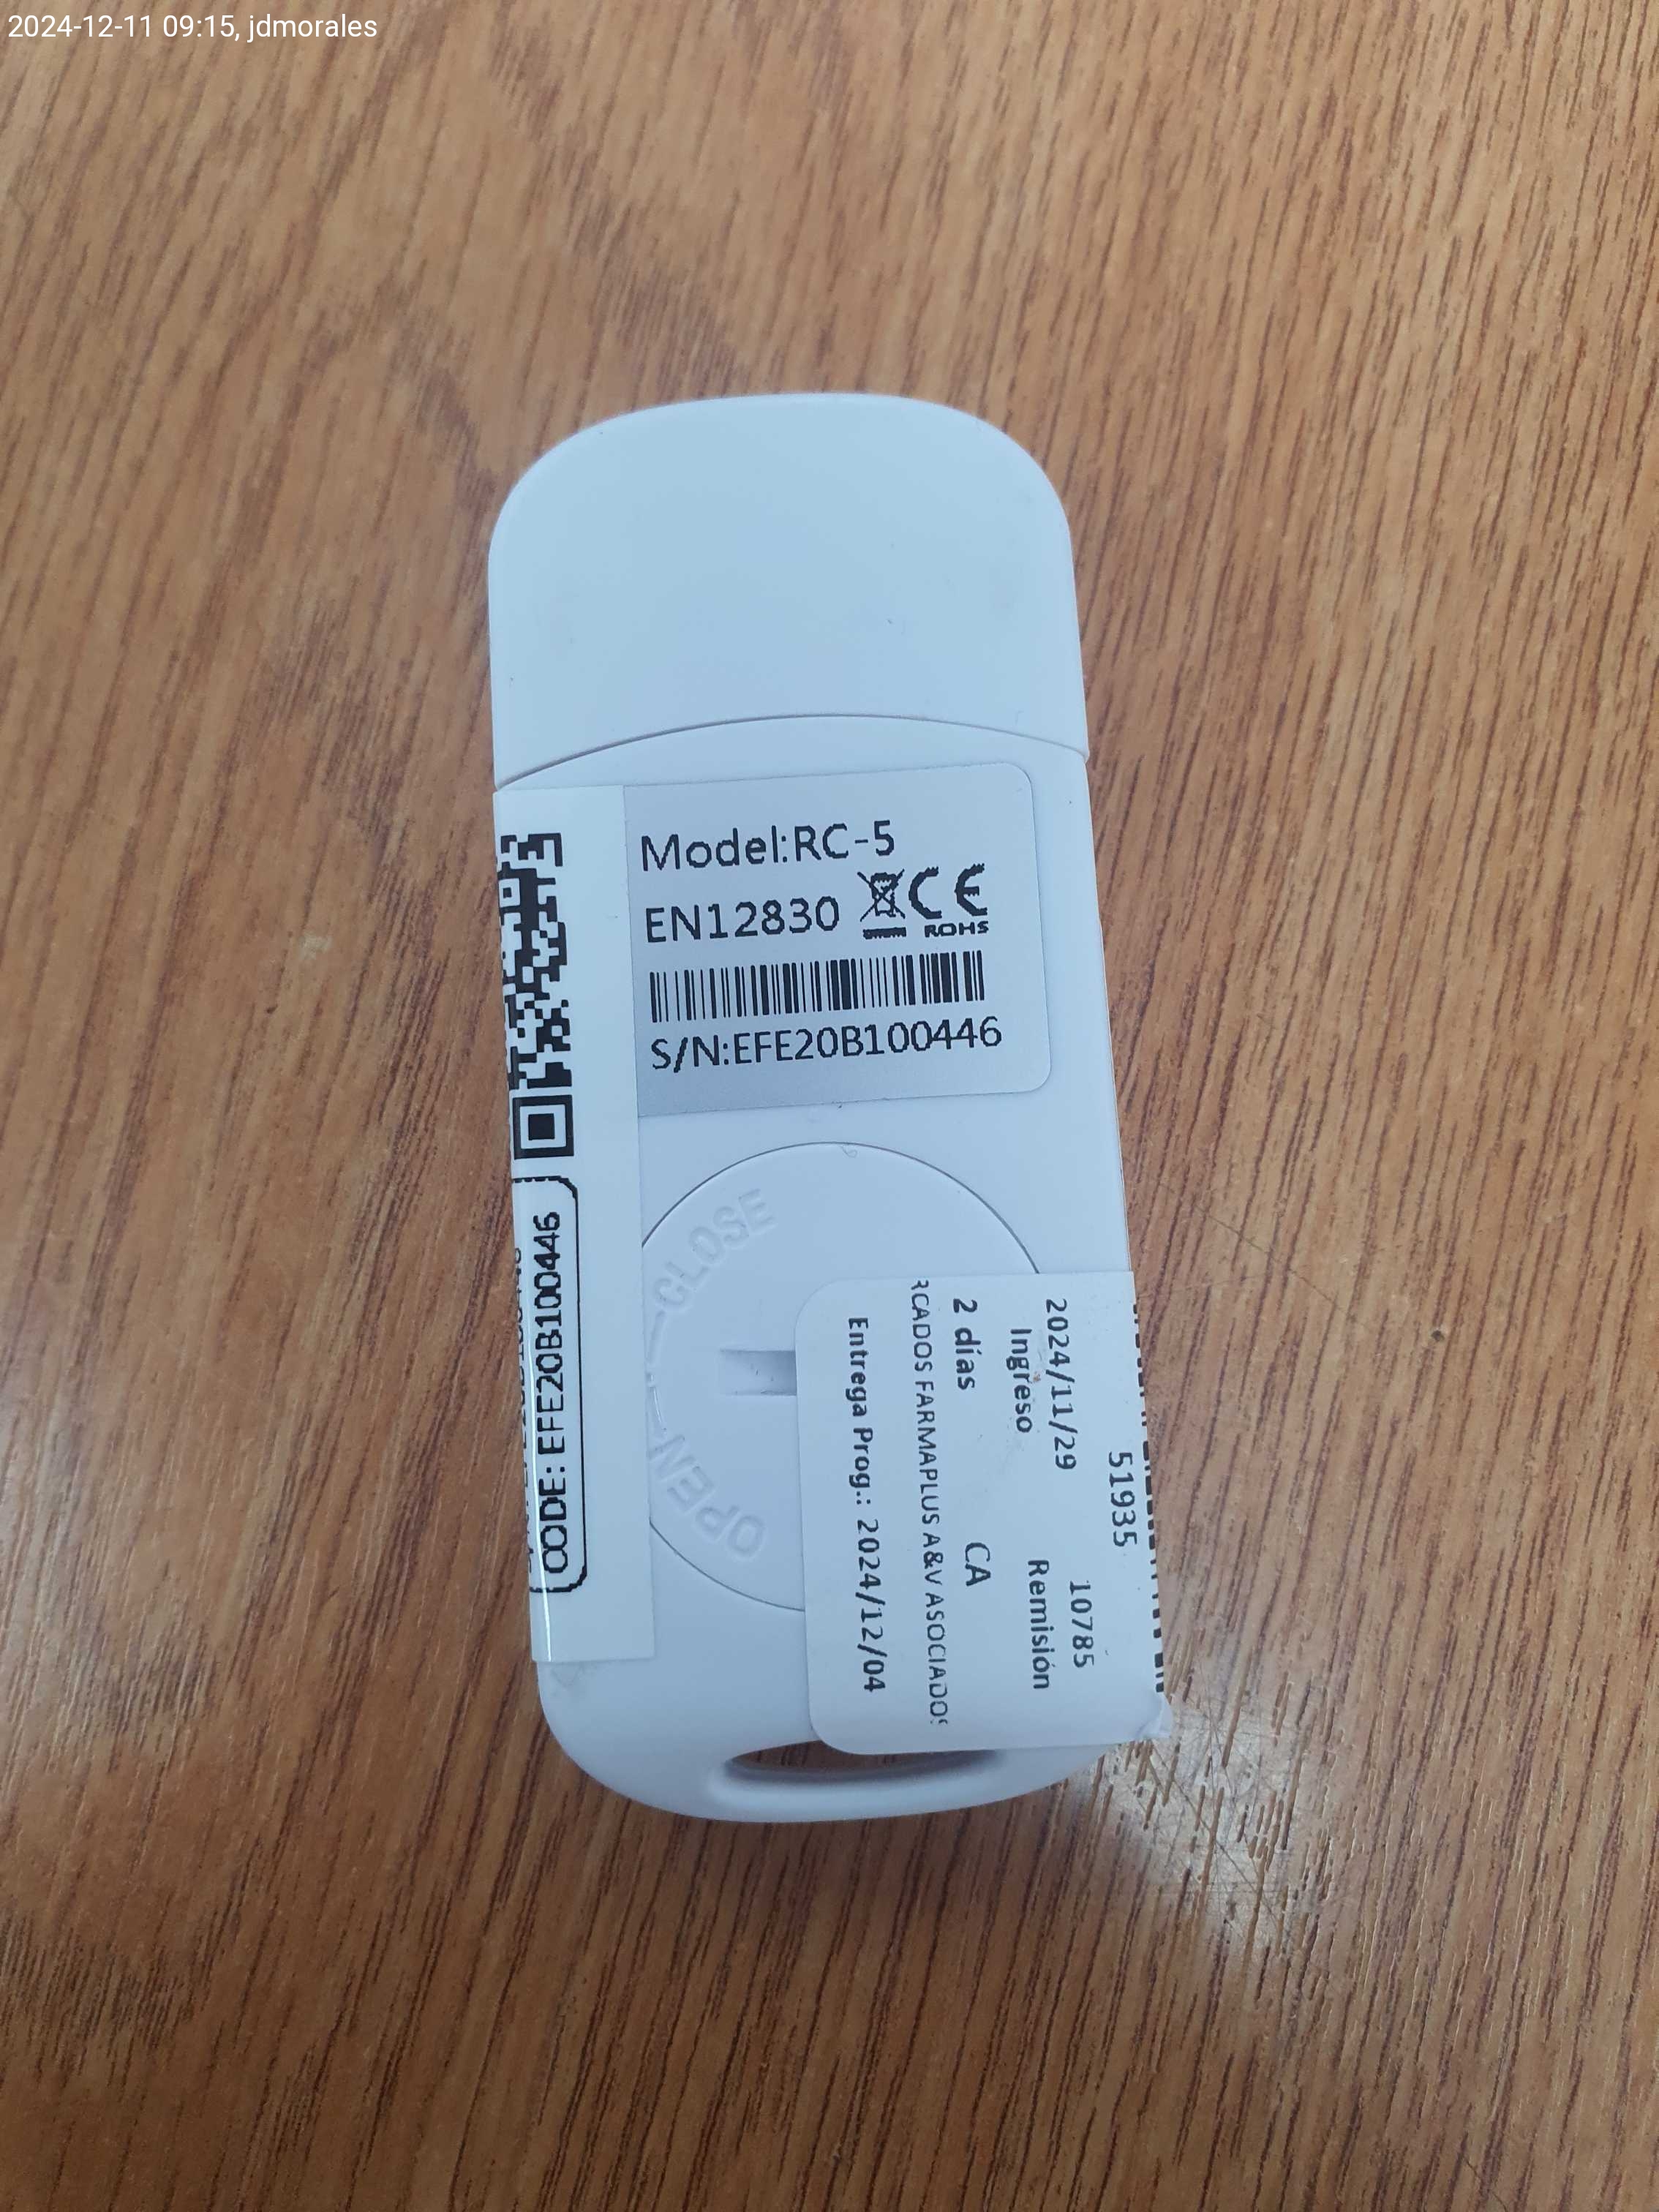 2024-12-11 09:15, jdmorales
Model:RC-5
EN12830
ROHS
S/N:EFE20B100446
CODE: EFE20B100446
CLOSE
OPEN
51935
2024/11/29 10785
Ingreso Remisión
2 días CA
RCADOS FARMAPLUS A&V ASOCIADOS
Entrega Prog.: 2024/12/04